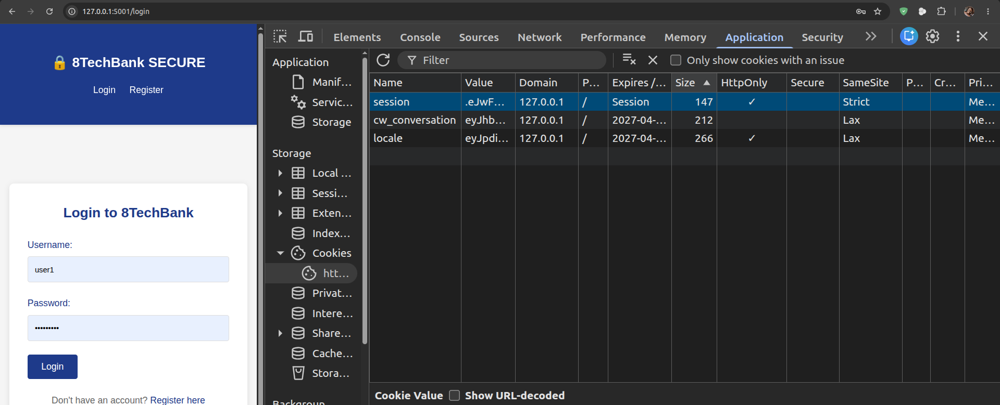 127.0.0.1:5001/login
🔒 8TechBank SECURE
Login Register
Login to 8TechBank
Username:
user1
Password:
•••••••••
Login
Don't have an account? Register here
Elements Console Sources Network Performance Memory Application Security
Application
Manif...
Servic...
Storage
Storage
Local ...
Sessi...
Exten...
Index...
Cookies
htt...
Privat...
Intere...
Share...
Cache...
Stora...
Backgroun
Filter
Only show cookies with an issue
Name Value Domain P... Expires /... Size ▲ HttpOnly Secure SameSite P... Cr... Pri...
session .eJwF... 127.0.0.1 / Session 147 ✓ Strict Me...
cw_conversation eyJhb... 127.0.0.1 / 2027-04-... 212 Lax Me...
locale eyJpdi... 127.0.0.1 / 2027-04-... 266 ✓ Lax Me...
Cookie Value Show URL-decoded